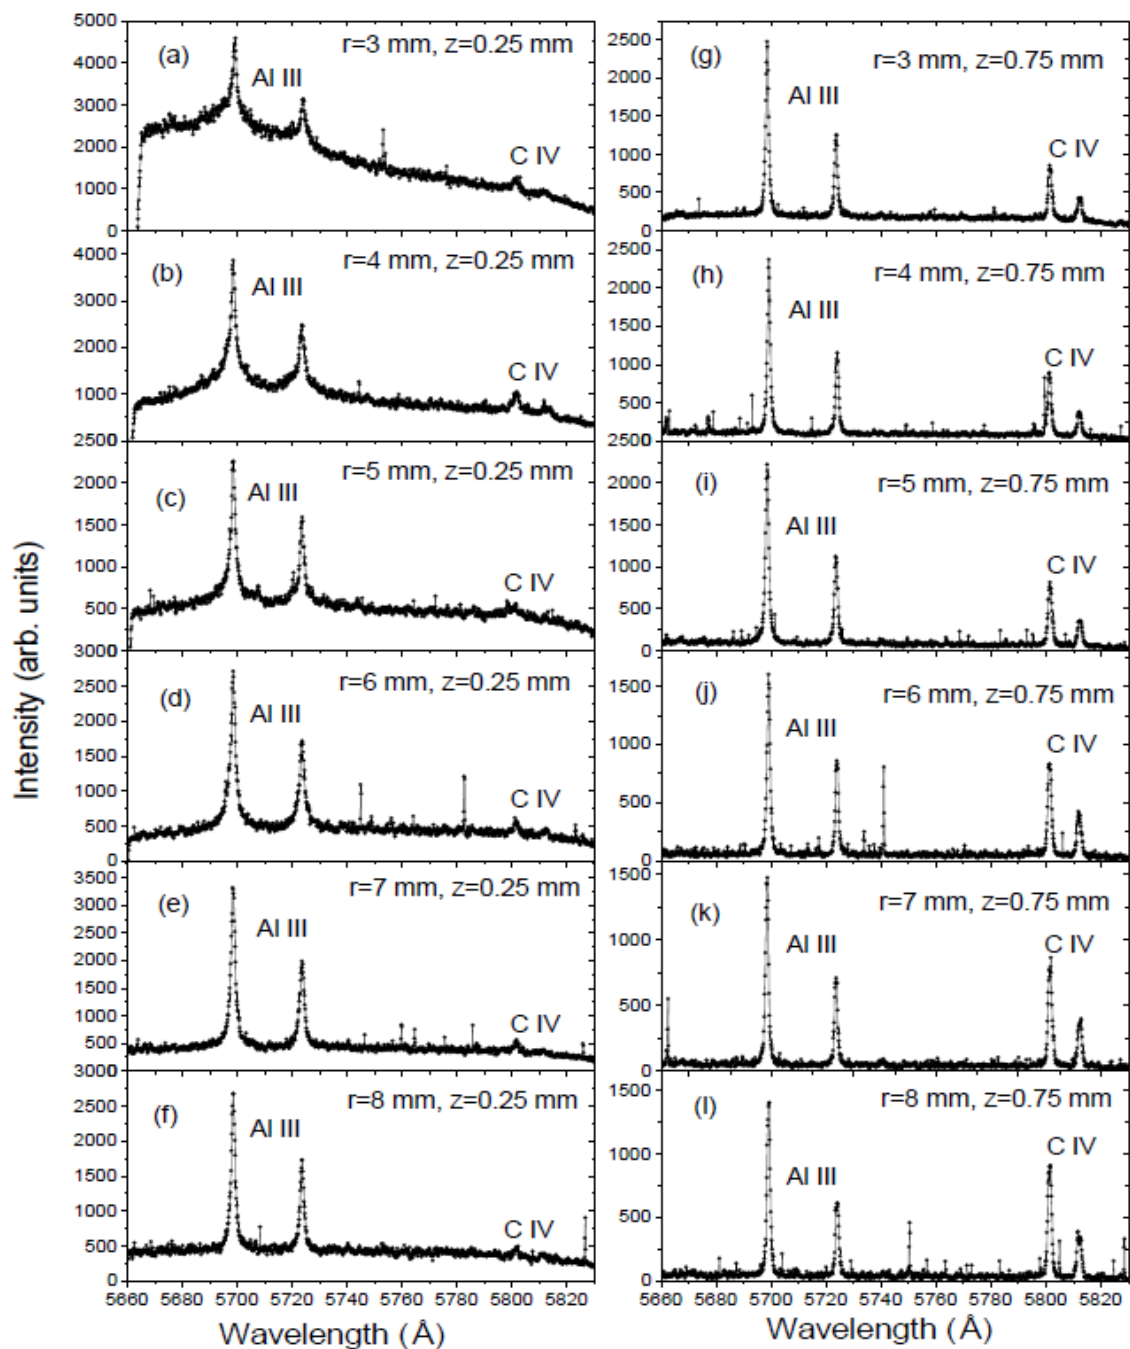 Intensity (arb. units)
5000
4000
3000
2000
1000
0
(a)
r=3 mm, z=0.25 mm
Al III
C IV
4000
3000
2000
1000
(b)
r=4 mm, z=0.25 mm
Al III
C IV
2500
2000
1500
1000
500
(c)
r=5 mm, z=0.25 mm
Al III
C IV
3000
2500
2000
1500
1000
500
0
(d)
r=6 mm, z=0.25 mm
Al III
C IV
3500
3000
2500
2000
1500
1000
500
(e)
r=7 mm, z=0.25 mm
Al III
C IV
3000
2500
2000
1500
1000
500
0
(f)
r=8 mm, z=0.25 mm
Al III
C IV
5660 5680 5700 5720 5740 5760 5780 5800 5820
Wavelength (Å)
2500
2000
1500
1000
500
0
(g)
r=3 mm, z=0.75 mm
Al III
C IV
2500
2000
1500
1000
500
(h)
r=4 mm, z=0.75 mm
Al III
C IV
2500
2000
1500
1000
500
0
(i)
r=5 mm, z=0.75 mm
Al III
C IV
1500
1000
500
0
(j)
r=6 mm, z=0.75 mm
Al III
C IV
1500
1000
500
0
(k)
r=7 mm, z=0.75 mm
Al III
C IV
1500
1000
500
0
(l)
r=8 mm, z=0.75 mm
Al III
C IV
5660 5680 5700 5720 5740 5760 5780 5800 5820
Wavelength (Å)